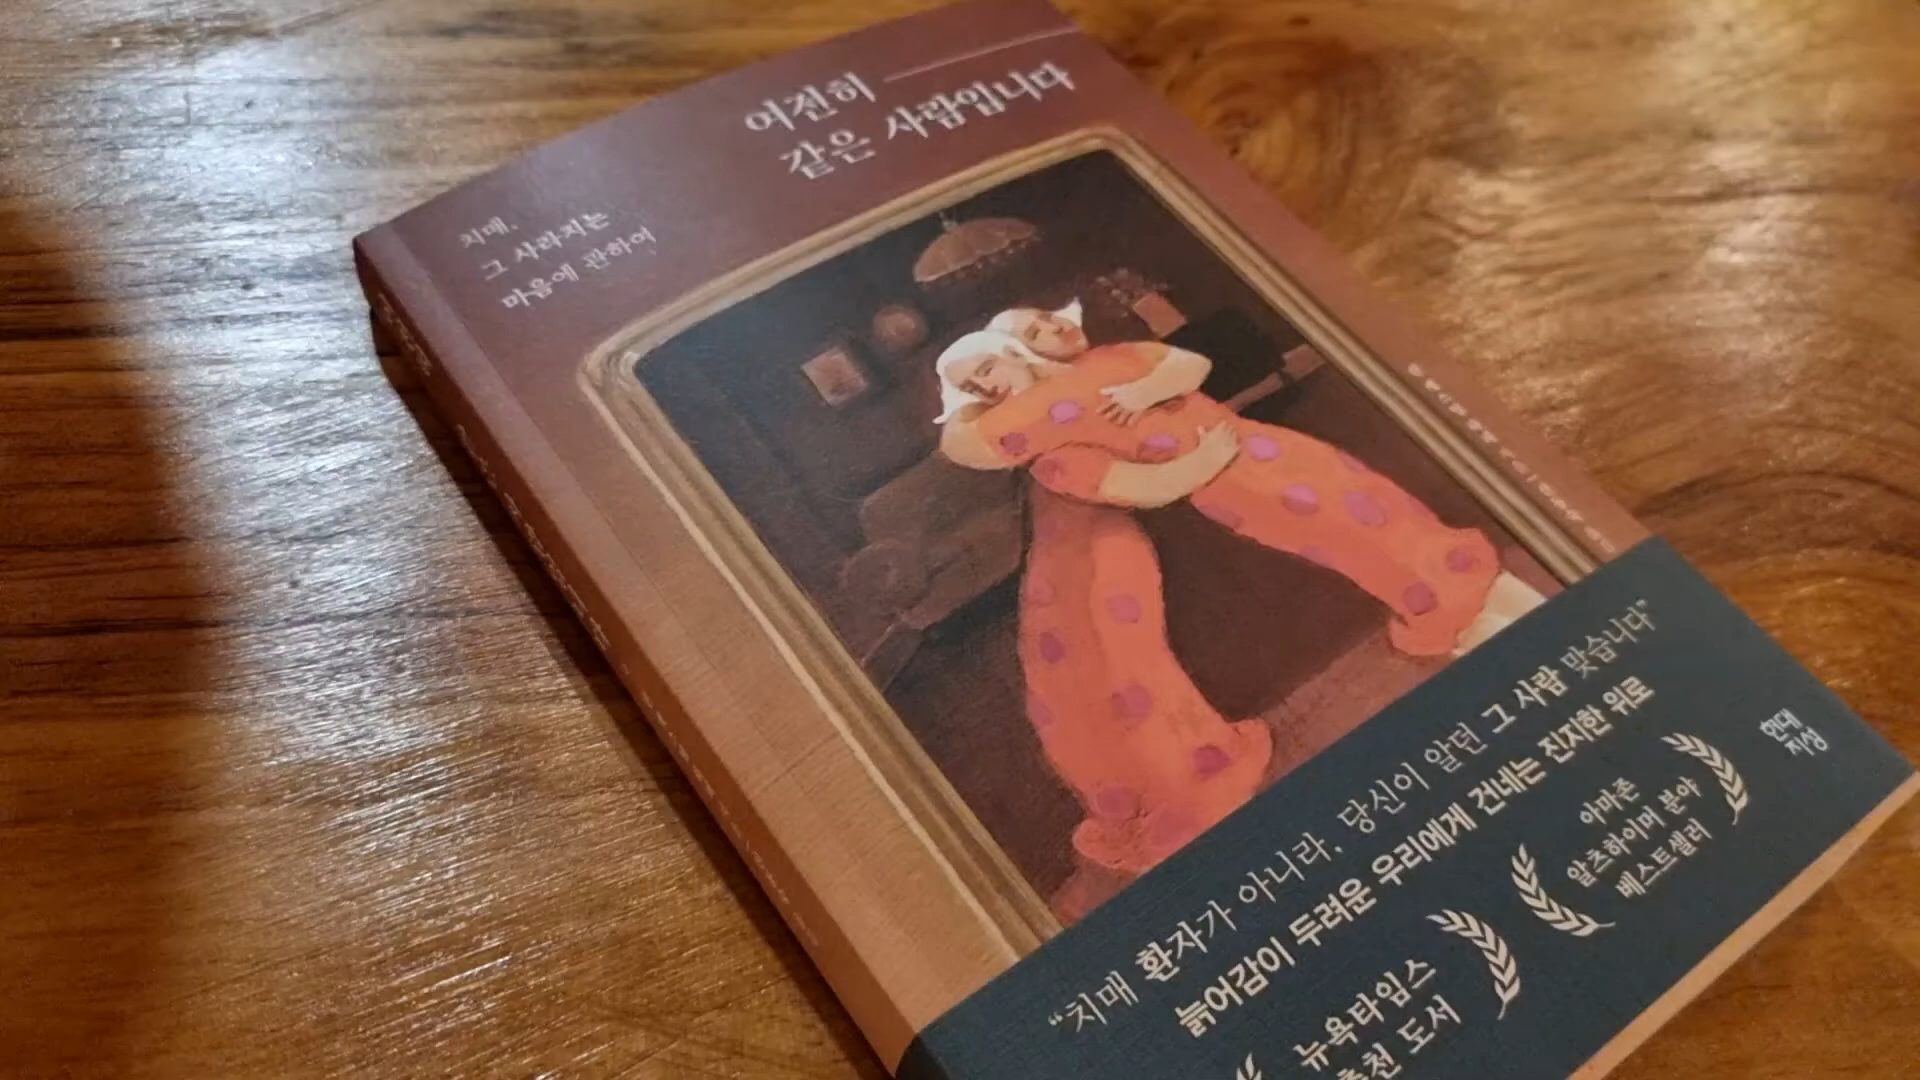 여전히
같은 사람입니다
치매,
그 사라지는
마음에 관하여
“치매 환자가 아니라, 당신이 알던 그 사람 맞습니다”
늙어감이 두려운 우리에게 건네는 진지한 위로
뉴욕타임스
추천 도서
아마존
알츠하이머 분야
베스트셀러
현대
지성